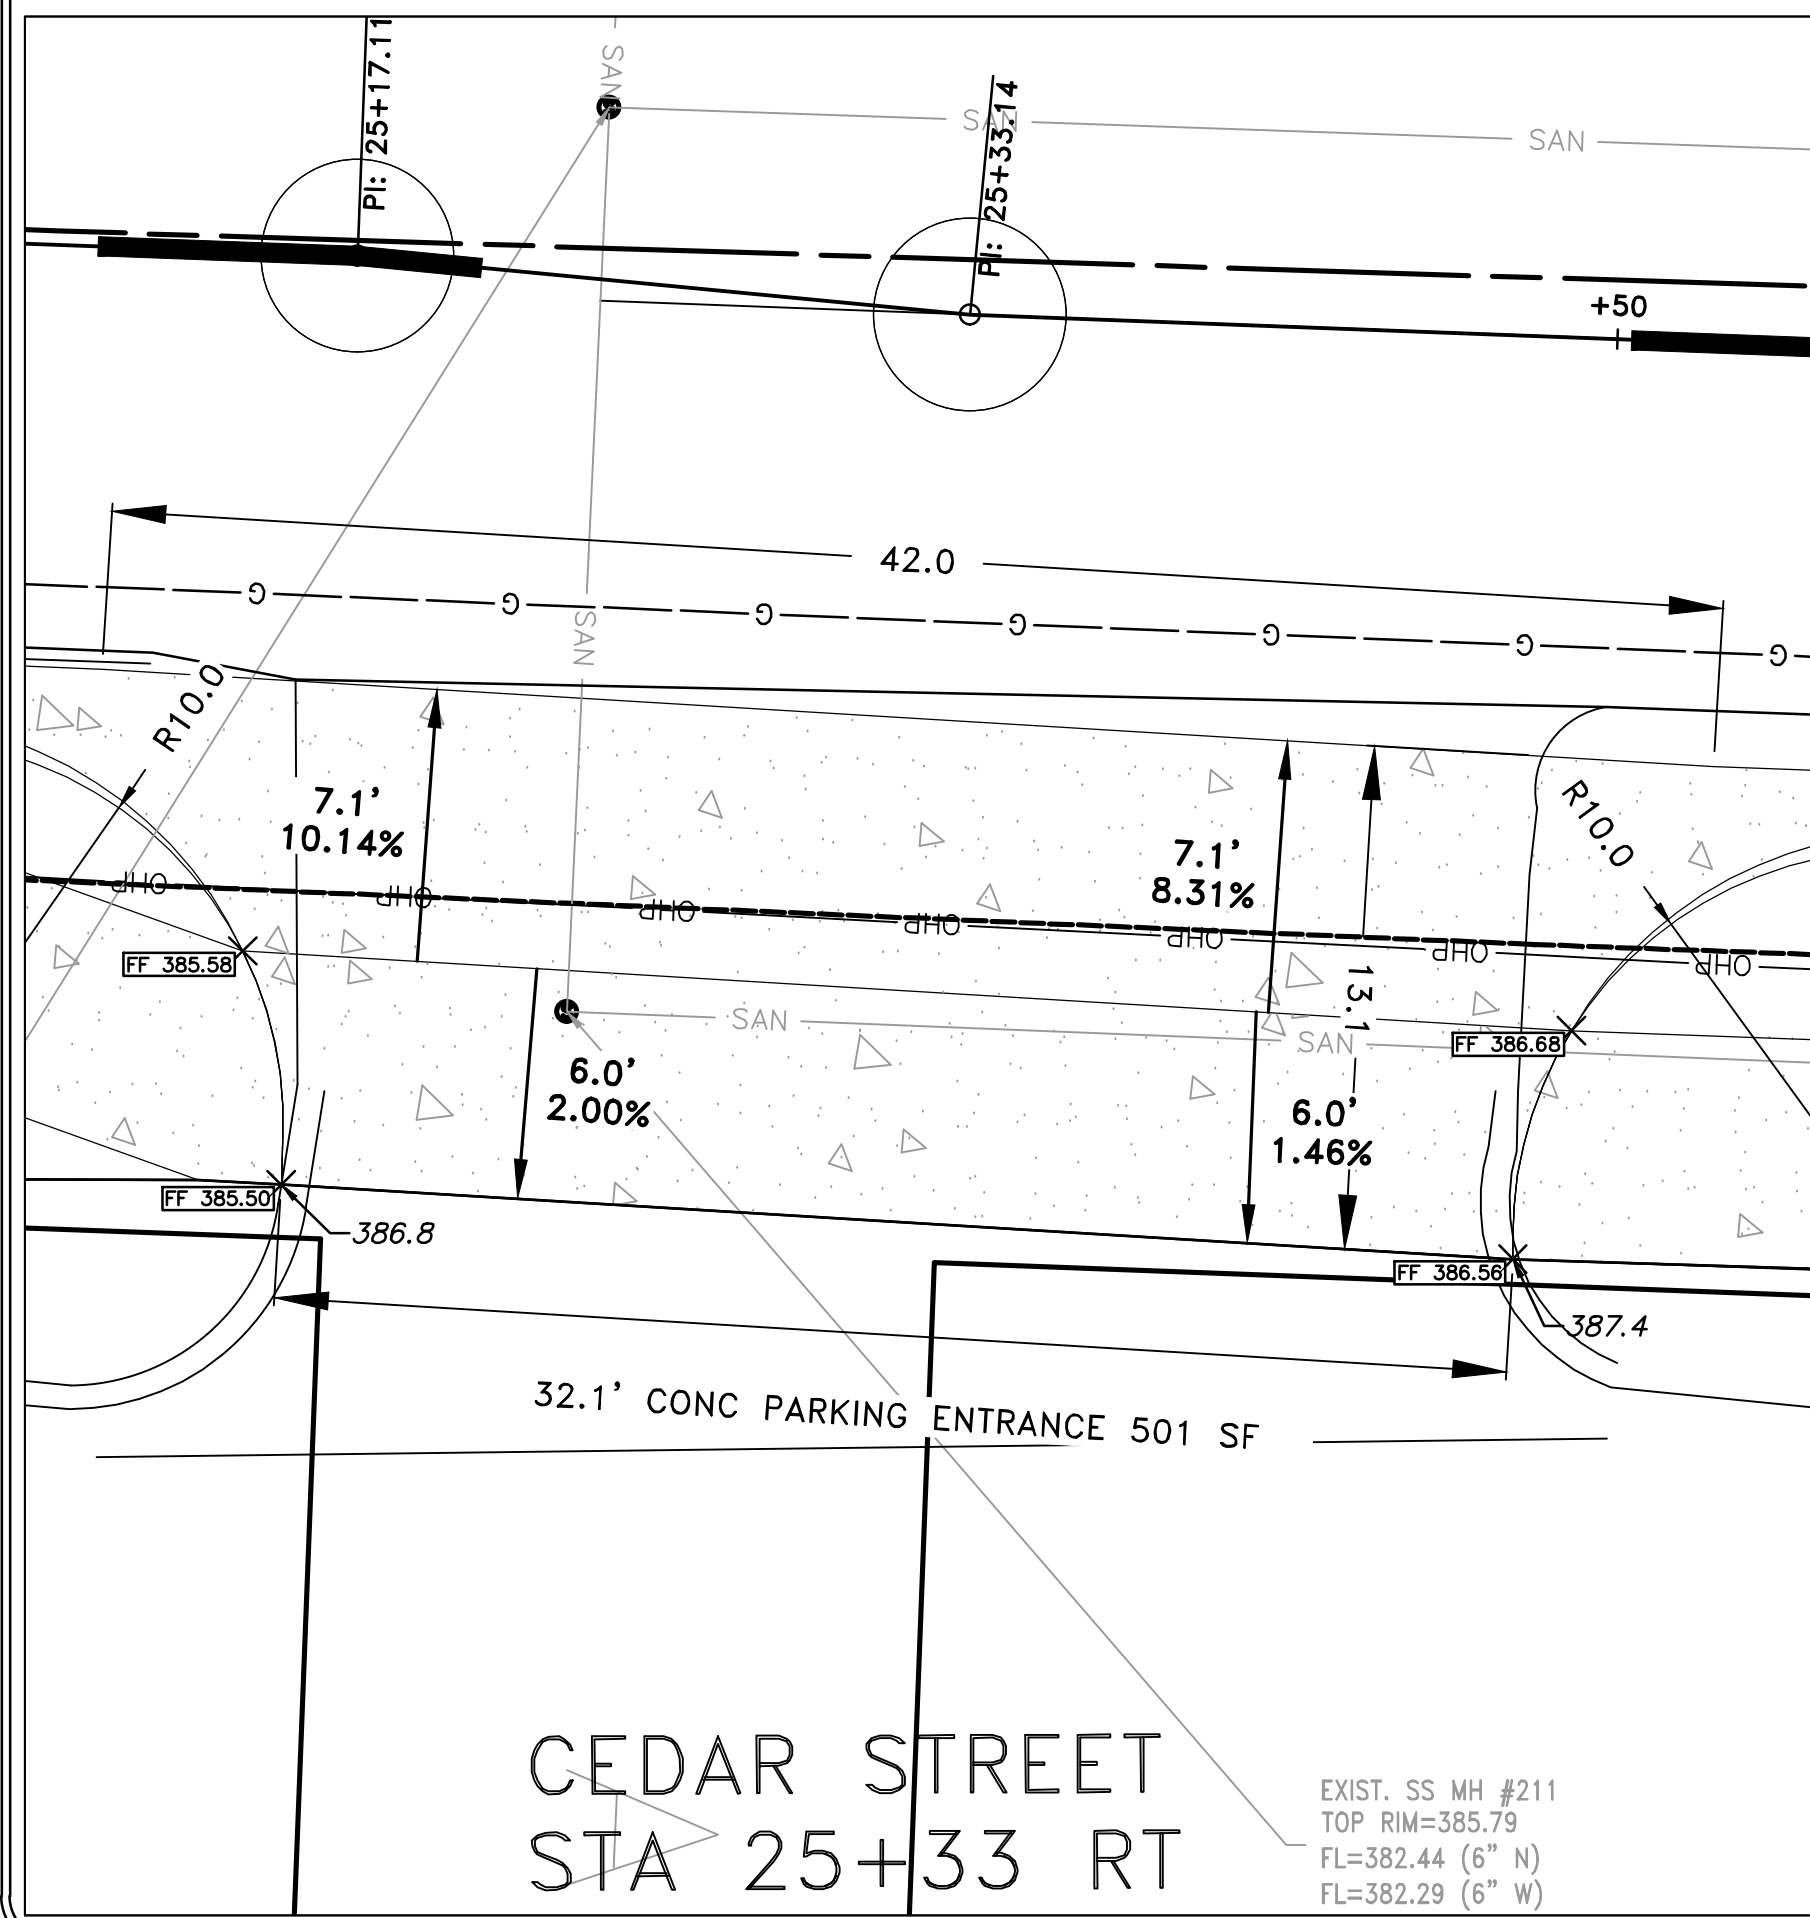 PI: 25+17.11
SAN
PI: 25+33.14
SAN
SAN
+50
42.0
G G G G G G G
SAN
R10.0
7.1'
10.14%
7.1'
8.31%
R10.0
OHP OHP OHP OHP OHP OHP OHP
FF 385.58
13.1
SAN
SAN
FF 386.68
6.0'
2.00%
6.0'
1.46%
FF 385.50
386.8
FF 386.56
387.4
32.1' CONC PARKING ENTRANCE 501 SF
CEDAR STREET
STA 25+33 RT
EXIST. SS MH #211
TOP RIM=385.79
FL=382.44 (6" N)
FL=382.29 (6" W)